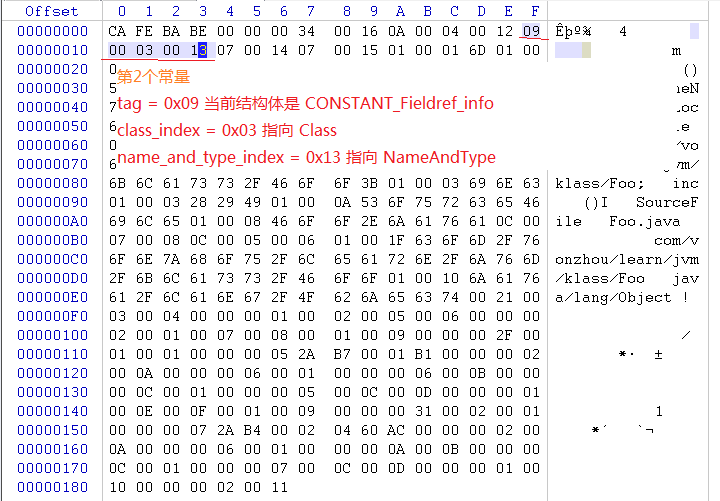 Offset 0 1 2 3 4 5 6 7 8 9 A B C D E F
00000000 CA FE BA BE 00 00 00 34 00 16 0A 00 04 00 12 09 Êþº¾ 4
00000010 00 03 00 13 07 00 14 07 00 15 01 00 01 6D 01 00 m
00000020 0 ()
第2个常量
00000030 5 eN
00000040 7 oc
tag = 0x09 当前结构体是 CONSTANT_Fieldref_info
00000050 6 e
class_index = 0x03 指向 Class
00000060 0 /vo
name_and_type_index = 0x13 指向 NameAndType
00000070 6 m/
00000080 6B 6C 61 73 73 2F 46 6F 6F 3B 01 00 03 69 6E 63 klass/Foo; inc
00000090 01 00 03 28 29 49 01 00 0A 53 6F 75 72 63 65 46 ()I SourceF
000000A0 69 6C 65 01 00 08 46 6F 6F 2E 6A 61 76 61 0C 00 ile Foo.java
000000B0 07 00 08 0C 00 05 00 06 01 00 1F 63 6F 6D 2F 76 com/v
000000C0 6F 6E 7A 68 6F 75 2F 6C 65 61 72 6E 2F 6A 76 6D onzhou/learn/jvm
000000D0 2F 6B 6C 61 73 73 2F 46 6F 6F 01 00 10 6A 61 76 /klass/Foo jav
000000E0 61 2F 6C 61 6E 67 2F 4F 62 6A 65 63 74 00 21 00 a/lang/Object !
000000F0 03 00 04 00 00 00 01 00 02 00 05 00 06 00 00 00
00000100 02 00 01 00 07 00 08 00 01 00 09 00 00 00 2F 00 /
00000110 01 00 01 00 00 00 05 2A B7 00 01 B1 00 00 00 02 *· ±
00000120 00 0A 00 00 00 06 00 01 00 00 00 06 00 0B 00 00
00000130 00 0C 00 01 00 00 00 05 00 0C 00 0D 00 00 00 01
00000140 00 0E 00 0F 00 01 00 09 00 00 00 31 00 02 00 01 1
00000150 00 00 00 07 2A B4 00 02 04 60 AC 00 00 00 02 00 *´ `¬
00000160 0A 00 00 00 06 00 01 00 00 00 0A 00 0B 00 00 00
00000170 0C 00 01 00 00 00 07 00 0C 00 0D 00 00 01 00
00000180 10 00 00 00 02 00 11